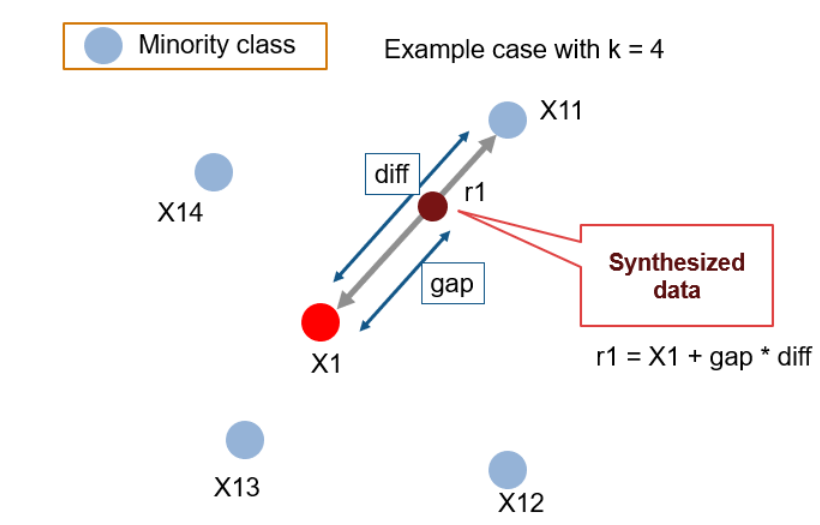 Minority class
Example case with k = 4
X11
diff
r1
X14
Synthesized
data
gap
r1 = X1 + gap * diff
X1
X13
X12